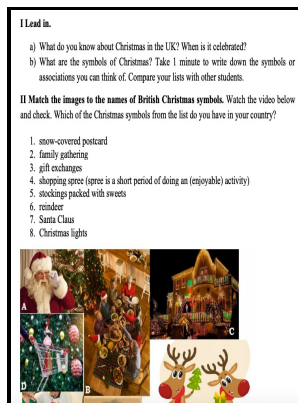 I Lead in.
a) What do you know about Christmas in the UK? When is it celebrated?
b) What are the symbols of Christmas? Take 1 minute to write down the symbols or
associations you can think of. Compare your lists with other students.
II Match the images to the names of British Christmas symbols. Watch the video below
and check. Which of the Christmas symbols from the list do you have in your country?
1. snow-covered postcard
2. family gathering
3. gift exchanges
4. shopping spree (spree is a short period of doing an (enjoyable) activity)
5. stockings packed with sweets
6. reindeer
7. Santa Claus
8. Christmas lights
A
C
D
B